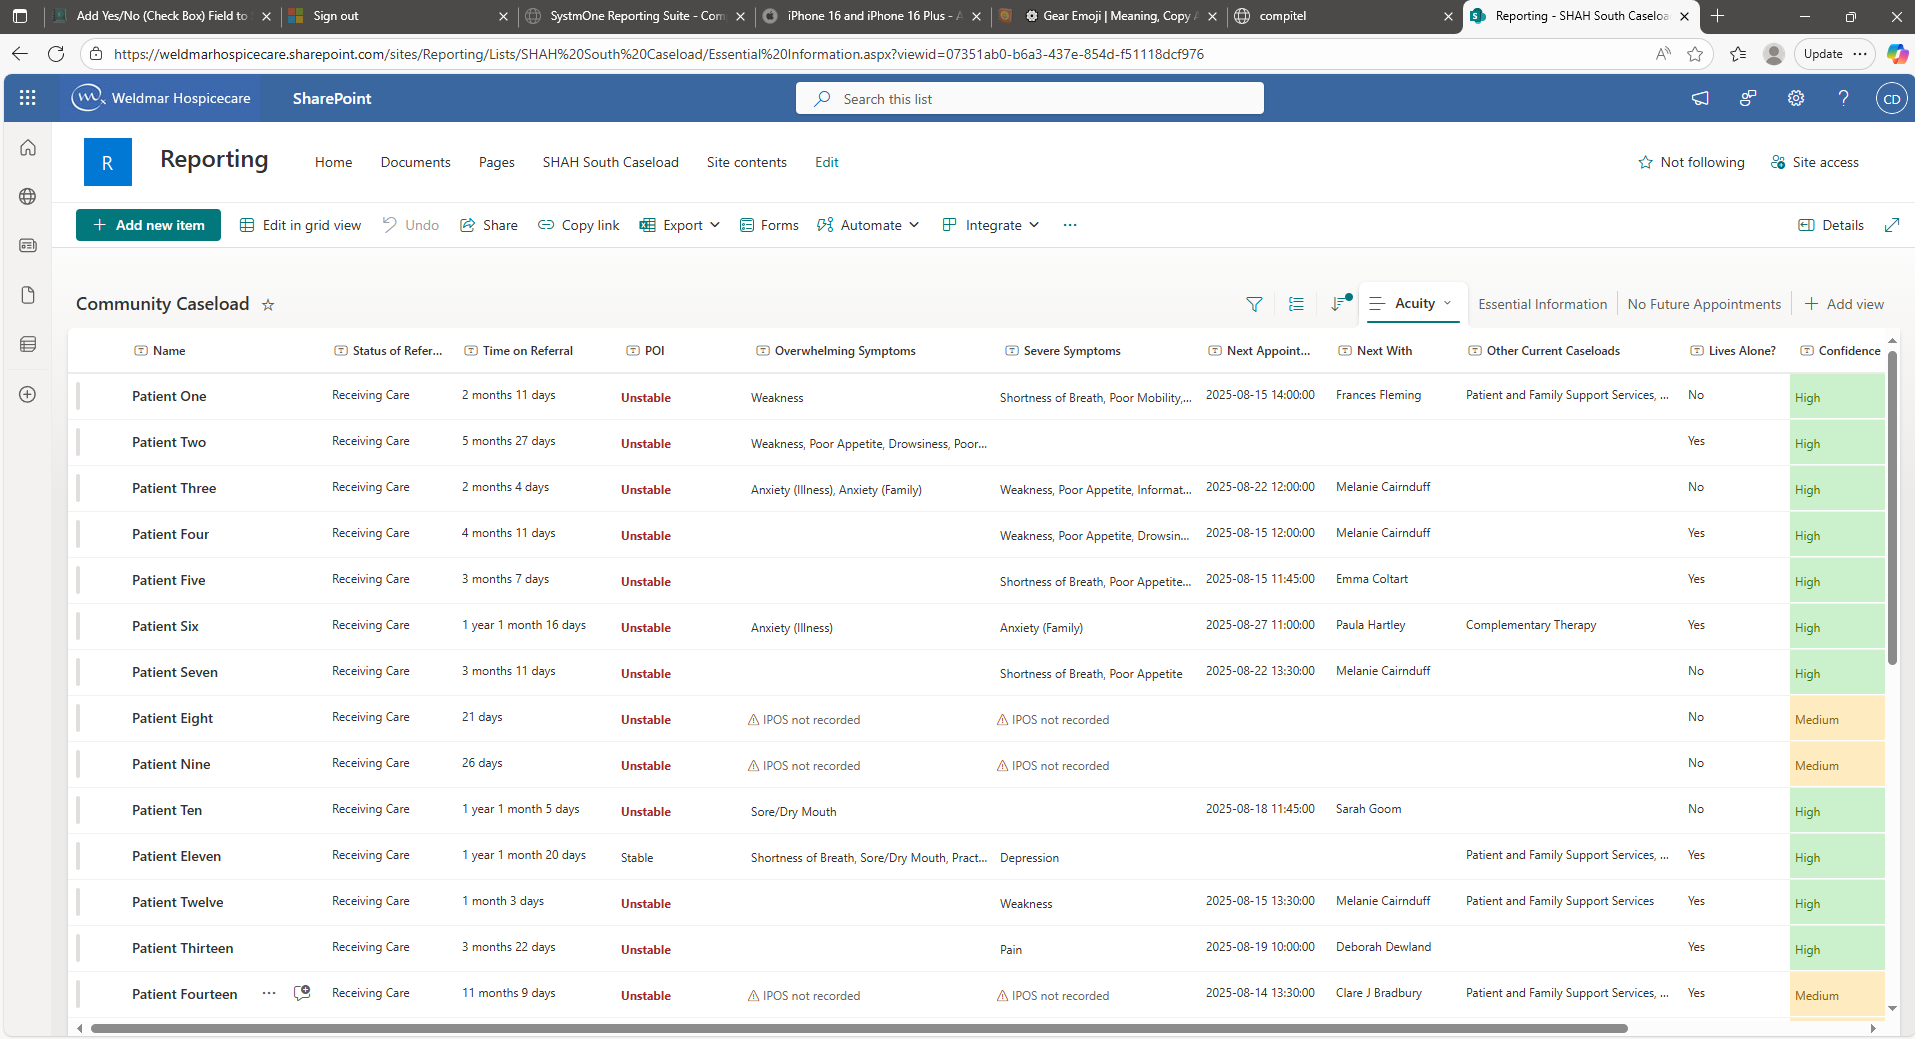 Add Yes/No (Check Box) Field to
Sign out
SystmOne Reporting Suite - Com
iPhone 16 and iPhone 16 Plus - A
Gear Emoji | Meaning, Copy
compitel
Reporting - SHAH South Caseloa
https://weldmarhospicecare.sharepoint.com/sites/Reporting/Lists/SHAH%20South%20Caseload/Essential%20Information.aspx?viewid=07351ab0-b6a3-437e-854d-f51118dcf976
Update
Weldmar Hospicecare
SharePoint
Search this list
CD
R
Reporting
Home
Documents
Pages
SHAH South Caseload
Site contents
Edit
Not following
Site access
Add new item
Edit in grid view
Undo
Share
Copy link
Export
Forms
Automate
Integrate
Details
Community Caseload
Acuity
Essential Information
No Future Appointments
Add view
Name Status of Refer... Time on Referral POI Overwhelming Symptoms Severe Symptoms Next Appoint... Next With Other Current Caseloads Lives Alone? Confidence
Patient One Receiving Care 2 months 11 days Unstable Weakness Shortness of Breath, Poor Mobility,... 2025-08-15 14:00:00 Frances Fleming Patient and Family Support Services, ... No High
Patient Two Receiving Care 5 months 27 days Unstable Weakness, Poor Appetite, Drowsiness, Poor... Yes High
Patient Three Receiving Care 2 months 4 days Unstable Anxiety (Illness), Anxiety (Family) Weakness, Poor Appetite, Informat... 2025-08-22 12:00:00 Melanie Cairnduff No High
Patient Four Receiving Care 4 months 11 days Unstable Weakness, Poor Appetite, Drowsin... 2025-08-15 12:00:00 Melanie Cairnduff Yes High
Patient Five Receiving Care 3 months 7 days Unstable Shortness of Breath, Poor Appetite... 2025-08-15 11:45:00 Emma Coltart Yes High
Patient Six Receiving Care 1 year 1 month 16 days Unstable Anxiety (Illness) Anxiety (Family) 2025-08-27 11:00:00 Paula Hartley Complementary Therapy Yes High
Patient Seven Receiving Care 3 months 11 days Unstable Shortness of Breath, Poor Appetite 2025-08-22 13:30:00 Melanie Cairnduff No High
Patient Eight Receiving Care 21 days Unstable IPOS not recorded IPOS not recorded No Medium
Patient Nine Receiving Care 26 days Unstable IPOS not recorded IPOS not recorded No Medium
Patient Ten Receiving Care 1 year 1 month 5 days Unstable Sore/Dry Mouth 2025-08-18 11:45:00 Sarah Goom No High
Patient Eleven Receiving Care 1 year 1 month 20 days Stable Shortness of Breath, Sore/Dry Mouth, Pract... Depression Patient and Family Support Services, ... Yes High
Patient Twelve Receiving Care 1 month 3 days Unstable Weakness 2025-08-15 13:30:00 Melanie Cairnduff Patient and Family Support Services Yes High
Patient Thirteen Receiving Care 3 months 22 days Unstable Pain 2025-08-19 10:00:00 Deborah Dewland Yes High
Patient Fourteen Receiving Care 11 months 9 days Unstable IPOS not recorded IPOS not recorded 2025-08-14 13:30:00 Clare J Bradbury Patient and Family Support Services, ... Yes Medium